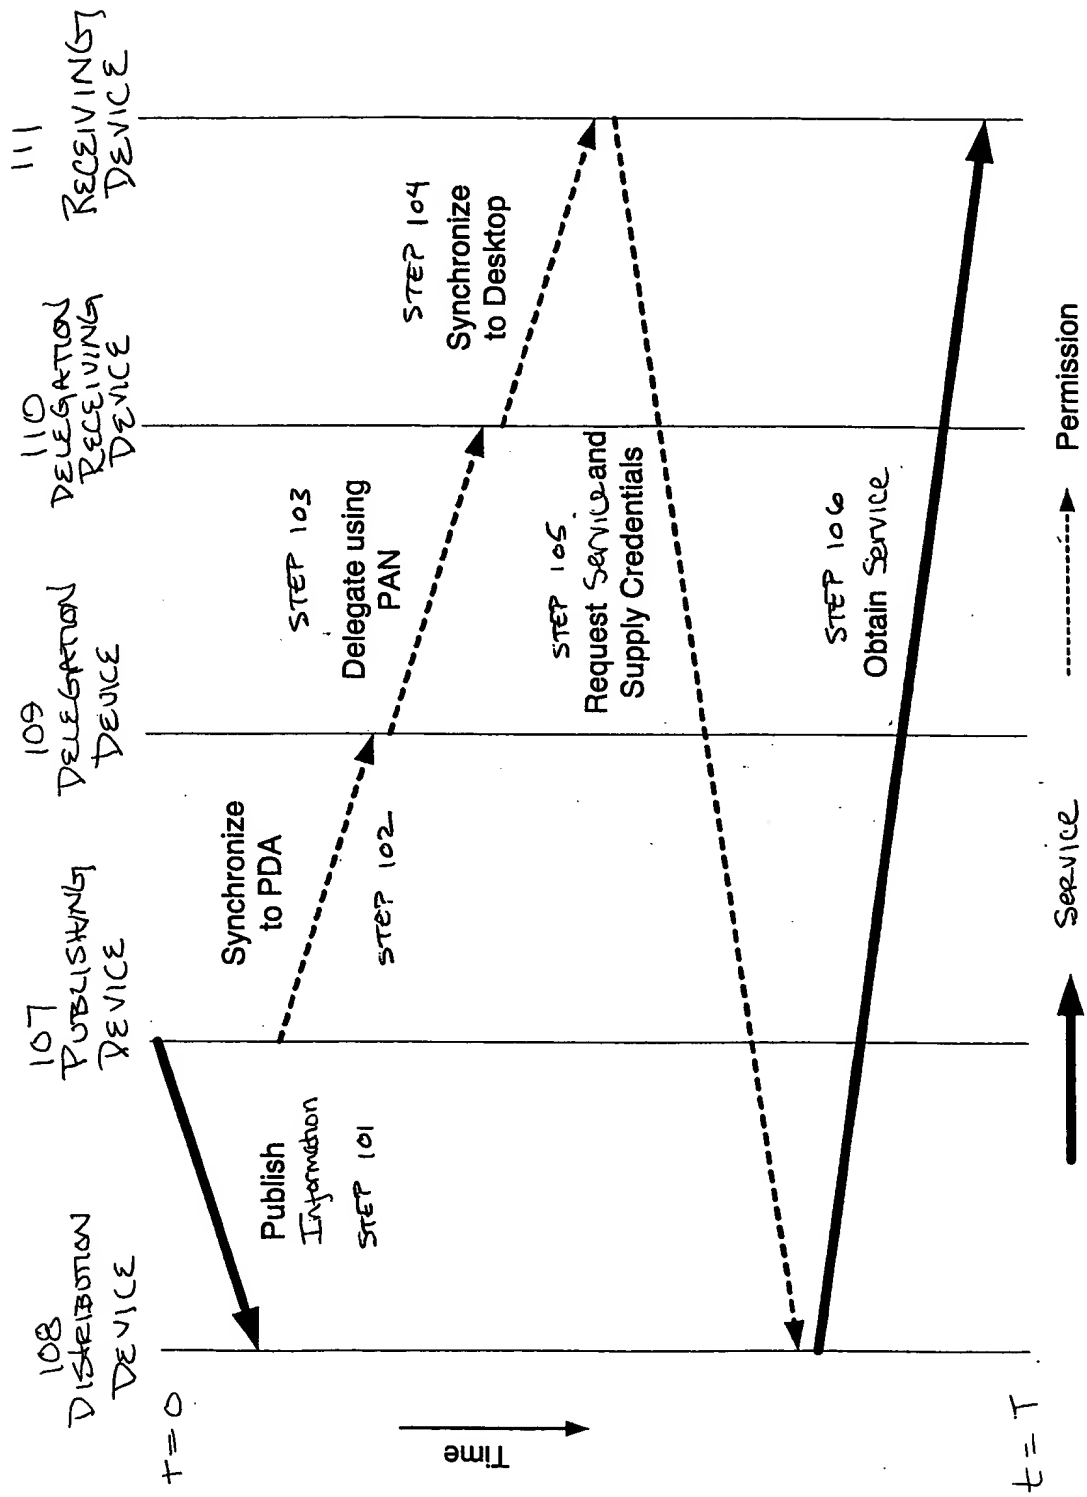 108
DISTRIBUTION
DEVICE
107
PUBLISHING
DEVICE
109
DELEGATION
DEVICE
110
DELEGATION
RECEIVING
DEVICE
111
RECEIVING
DEVICE
t=0
Time
t=T
Publish
Information
STEP 101
Synchronize
to PDA
STEP 102
STEP 103
Delegate using
PAN
STEP 104
Synchronize
to Desktop
STEP 105.
Request Service and
Supply Credentials
STEP 106
Obtain Service
Service
Permission